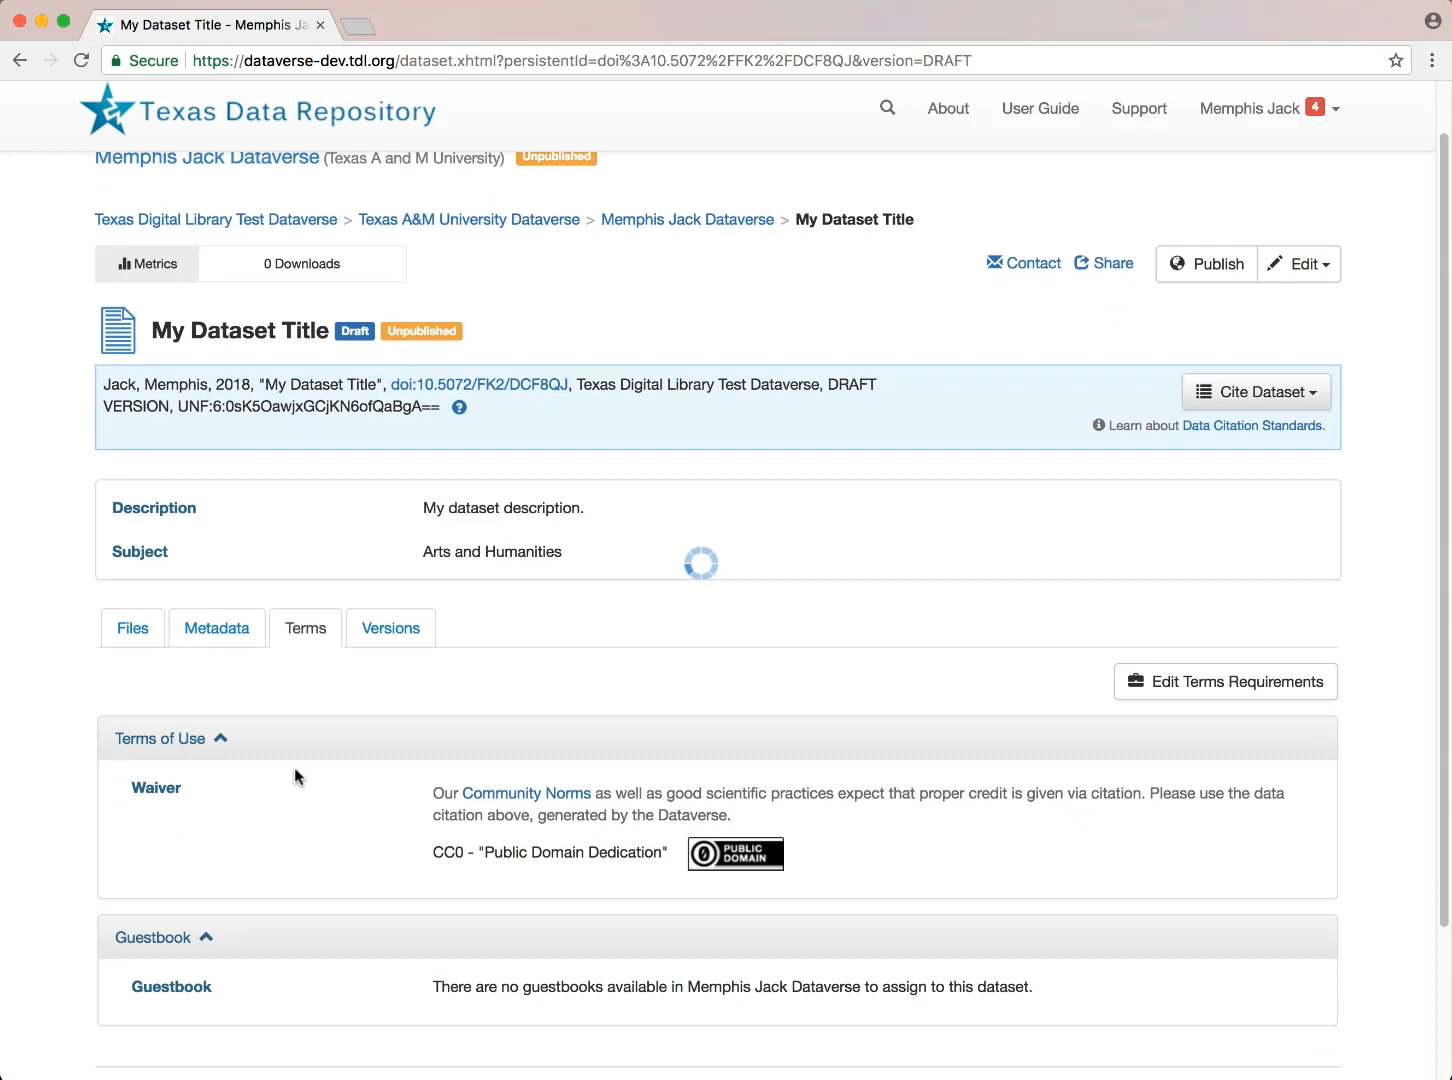 My Dataset Title - Memphis Ja
Secure https://dataverse-dev.tdl.org/dataset.xhtml?persistentId=doi%3A10.5072%2FFK2%2FDCF8QJ&version=DRAFT
Texas Data Repository
About User Guide Support Memphis Jack 4
Memphis Jack Dataverse (Texas A and M University) Unpublished
Texas Digital Library Test Dataverse > Texas A&M University Dataverse > Memphis Jack Dataverse > My Dataset Title
Metrics 0 Downloads Contact Share Publish Edit
My Dataset Title Draft Unpublished
Jack, Memphis, 2018, "My Dataset Title", doi:10.5072/FK2/DCF8QJ, Texas Digital Library Test Dataverse, DRAFT
VERSION, UNF:6:0sK5OawjxGCjKN6ofQaBgA== ?
Cite Dataset
Learn about Data Citation Standards.
Description My dataset description.
Subject Arts and Humanities
Files Metadata Terms Versions
Edit Terms Requirements
Terms of Use
Waiver
Our Community Norms as well as good scientific practices expect that proper credit is given via citation. Please use the data
citation above, generated by the Dataverse.
CC0 - "Public Domain Dedication" PUBLIC DOMAIN
Guestbook
Guestbook There are no guestbooks available in Memphis Jack Dataverse to assign to this dataset.